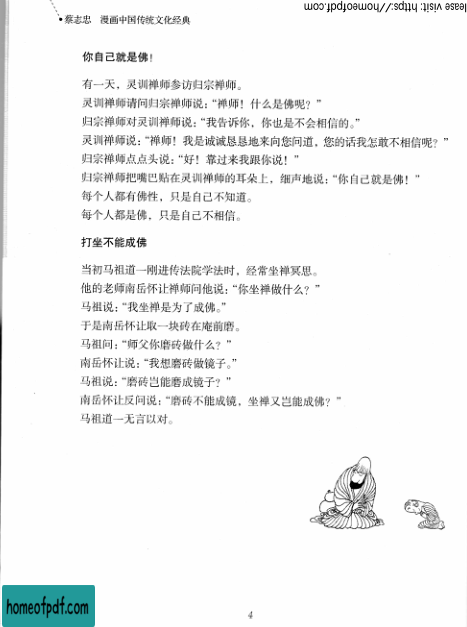 lease visit: https://homeofpdf.com
蔡志忠 漫画中国传统文化经典
你自己就是佛!
有一天，灵训禅师参访归宗禅师。
灵训禅师请问归宗禅师说：“禅师！什么是佛呢？”
归宗禅师对灵训禅师说：“我告诉你，你也是不会相信的。”
灵训禅师说：“禅师！我是诚诚恳恳地来向您问道，您的话我怎敢不相信呢？”
归宗禅师点点头说：“好！靠过来我跟你说！”
归宗禅师把嘴巴贴在灵训禅师的耳朵上，细声地说：“你自己就是佛！”
每个人都有佛性，只是自己不知道。
每个人都是佛，只是自己不相信。
打坐不能成佛
当初马祖道一刚进传法院学法时，经常坐禅冥思。
他的老师南岳怀让禅师问他说：“你坐禅做什么？”
马祖说：“我坐禅是为了成佛。”
于是南岳怀让取一块砖在庵前磨。
马祖问：“师父你磨砖做什么？”
南岳怀让说：“我想磨砖做镜子。”
马祖说：“磨砖岂能磨成镜子？”
南岳怀让反问说：“磨砖不能成镜，坐禅又岂能成佛？”
马祖道一无言以对。
homeofpdf.com
4